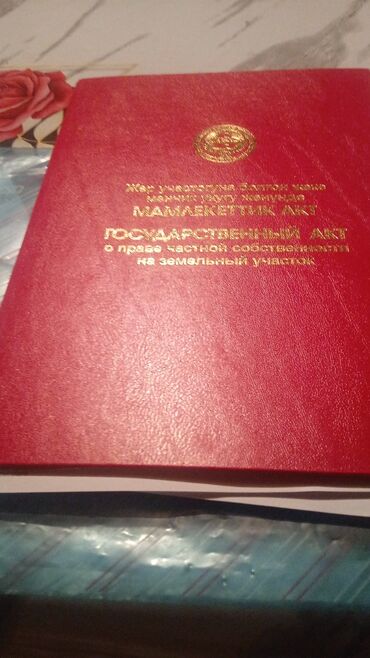 Жер участогуна болгон жеке
менчик укугу жөнүндө
МАМЛЕКЕТТИК АКТ
ГОСУДАРСТВЕННЫЙ АКТ
о праве частной собственности
на земельный участок